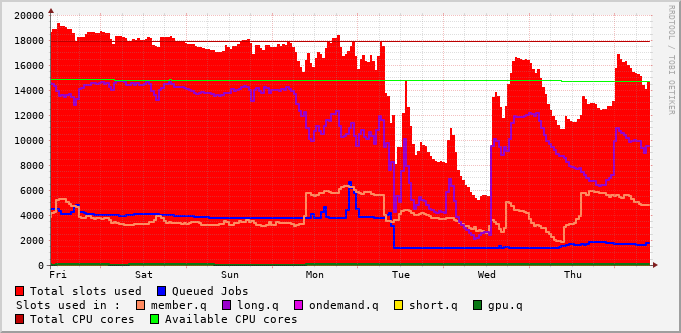 20000
18000
16000
14000
12000
10000
8000
6000
4000
2000
0
Fri Sat Sun Mon Tue Wed Thu
RRDTOOL / TOBI OETIKER
Total slots used Queued Jobs
Slots used in : member.q long.q ondemand.q short.q gpu.q
Total CPU cores Available CPU cores